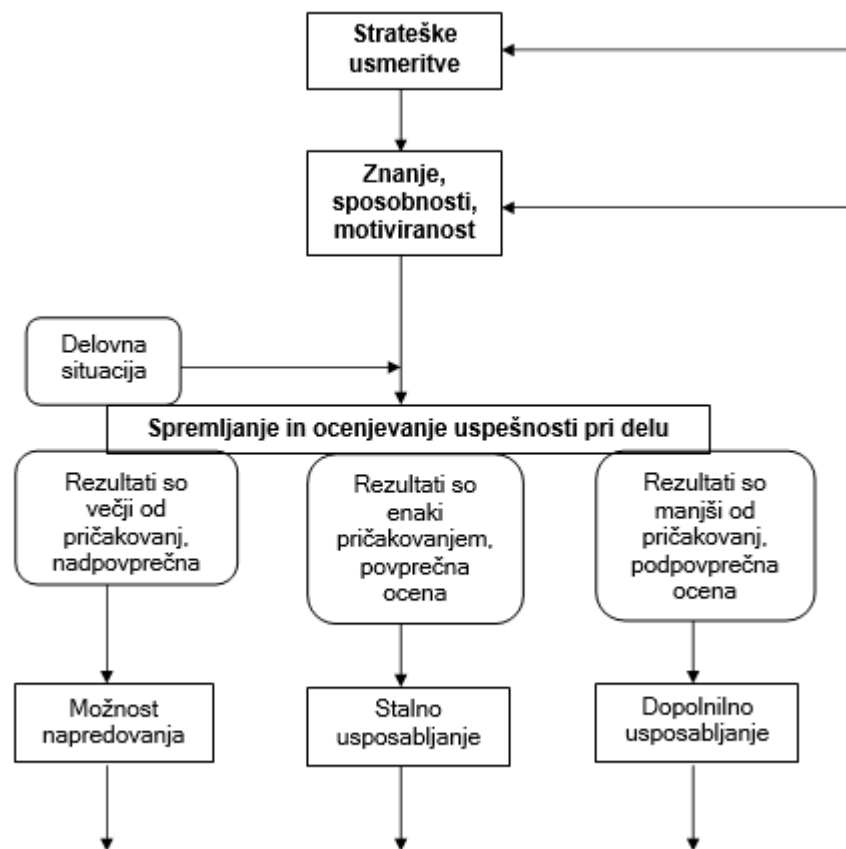 Strateške
usmeritve
Znanje,
sposobnosti,
motiviranost
Delovna
situacija
Spremljanje in ocenjevanje uspešnosti pri delu
Rezultati so
večji od
pričakovanj,
nadpovprečna
Rezultati so
enaki
pričakovanjem,
povprečna
ocena
Rezultati so
manjši od
pričakovanj,
podpovprečna
ocena
Možnost
napredovanja
Stalno
usposabljanje
Dopolnilno
usposabljanje